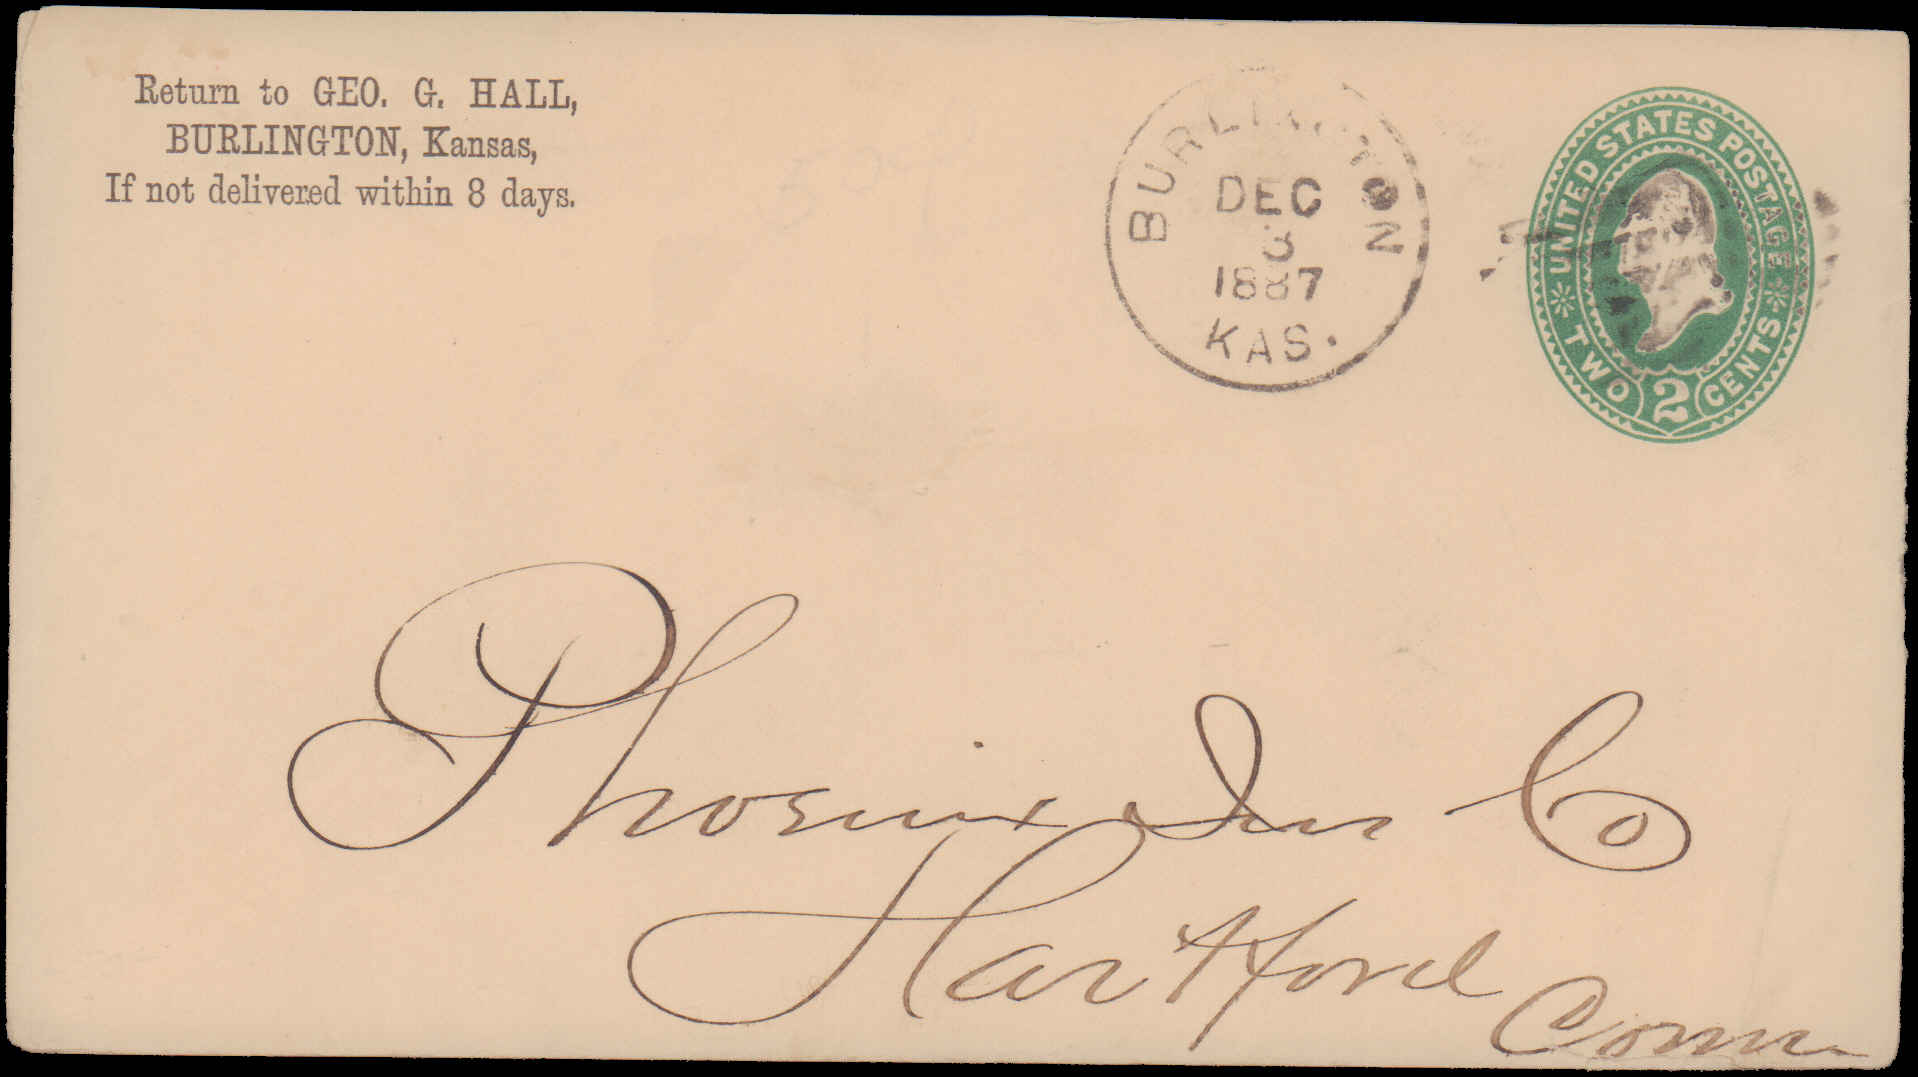 Return to GEO. G. HALL,
BURLINGTON, Kansas,
If not delivered within 8 days.
BURLINGTON
DEC
3
1887
KAS.
UNITED STATES POSTAGE
TWO 2 CENTS
Phoenix Ins Co
Hartford
Conn